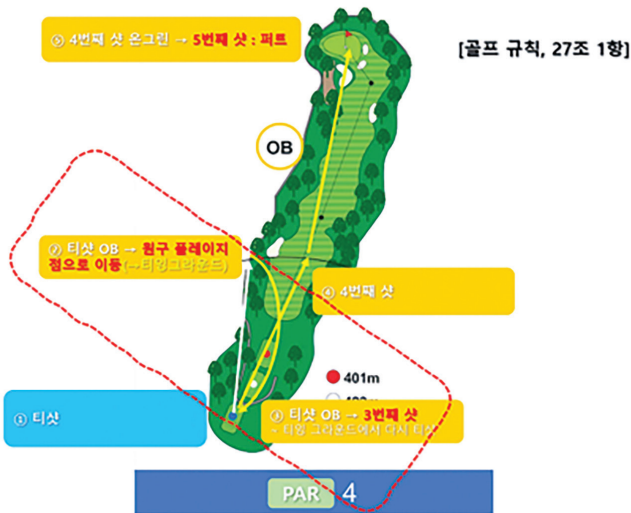 ⑤ 4번째 샷 온그린 → 5번째 샷 : 퍼트
[골프 규칙, 27조 1항]
OB
② 티샷 OB → 원구 플레이지
점으로 이동(→티잉그라운드)
④ 4번째 샷
401m
① 티샷
③ 티샷 OB → 3번째 샷
~ 티잉 그라운드에서 다시 티샷
PAR 4